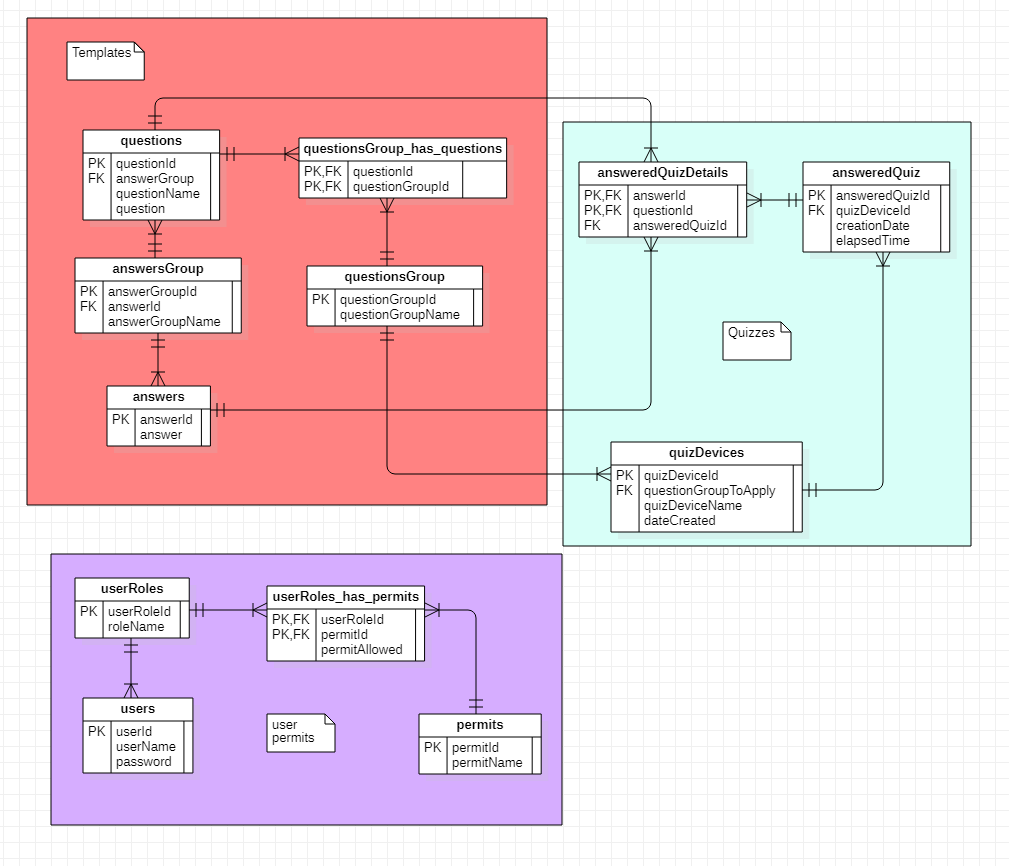 Templates
questions
PK questionId
FK answerGroup
questionName
question
questionsGroup_has_questions
PK,FK questionId
PK,FK questionGroupId
answersGroup
PK answerGroupId
FK answerId
answerGroupName
questionsGroup
PK questionGroupId
questionGroupName
answers
PK answerId
answer
answeredQuizDetails
PK,FK answerId
PK,FK questionId
FK answeredQuizId
answeredQuiz
PK answeredQuizId
FK quizDeviceId
creationDate
elapsedTime
Quizzes
quizDevices
PK quizDeviceId
FK questionGroupToApply
quizDeviceName
dateCreated
userRoles
PK userRoleId
roleName
userRoles_has_permits
PK,FK userRoleId
PK,FK permitId
permitAllowed
users
PK userId
userName
password
user
permits
permits
PK permitId
permitName